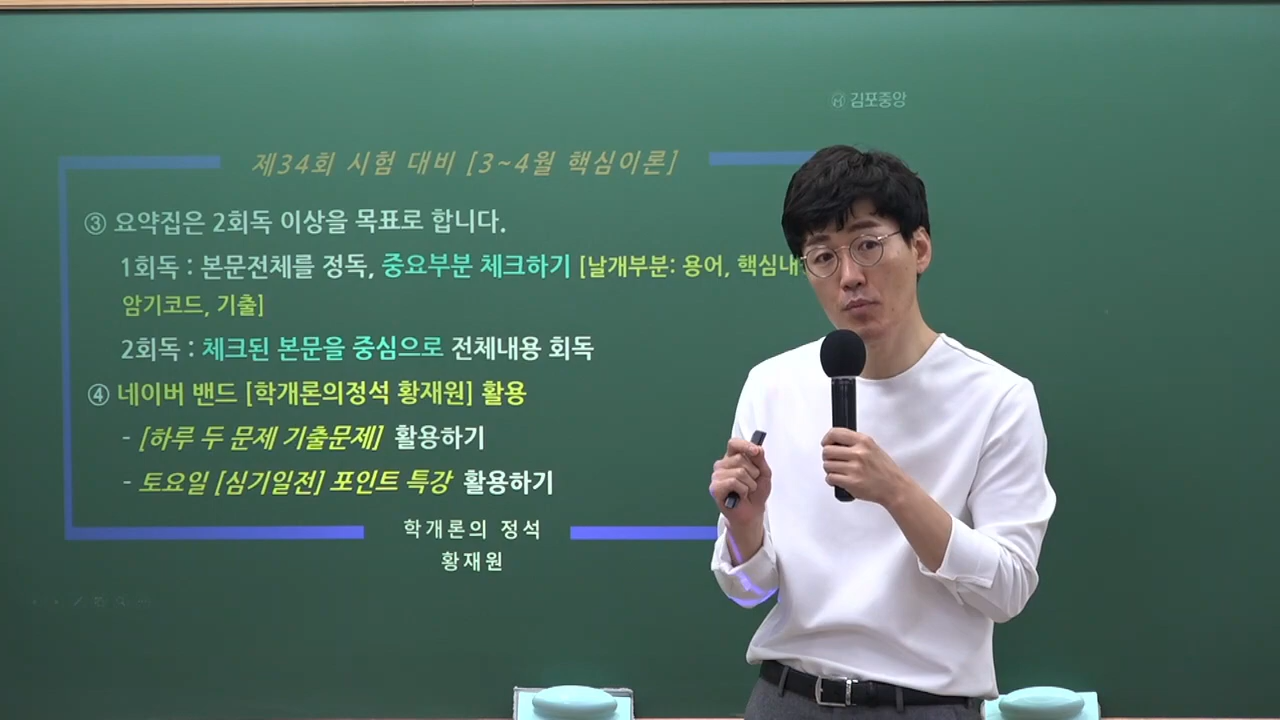 김포중앙
제34회 시험 대비 [3~4월 핵심이론]
③ 요약집은 2회독 이상을 목표로 합니다.
1회독 : 본문전체를 정독, 중요부분 체크하기 [날개부분: 용어, 핵심내
암기코드, 기출]
2회독 : 체크된 본문을 중심으로 전체내용 회독
④ 네이버 밴드 [학개론의정석 황재원] 활용
- [하루 두 문제 기출문제] 활용하기
- 토요일 [심기일전] 포인트 특강 활용하기
학개론의 정석
황재원